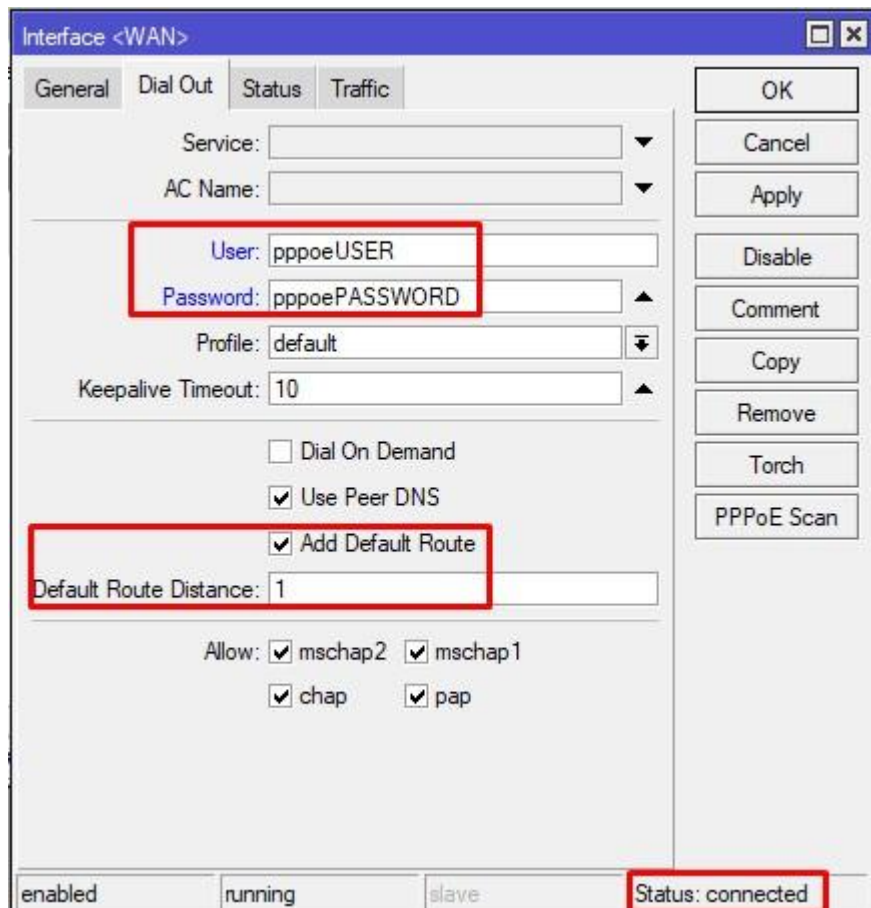 Interface <WAN>
General Dial Out Status Traffic
OK
Service:
Cancel
AC Name:
Apply
User: pppoeUSER
Disable
Password: pppoePASSWORD
Comment
Profile: default
Copy
Keepalive Timeout: 10
Remove
Dial On Demand
Torch
Use Peer DNS
PPPoE Scan
Add Default Route
Default Route Distance: 1
Allow: mschap2 mschap1
chap pap
enabled running slave Status: connected